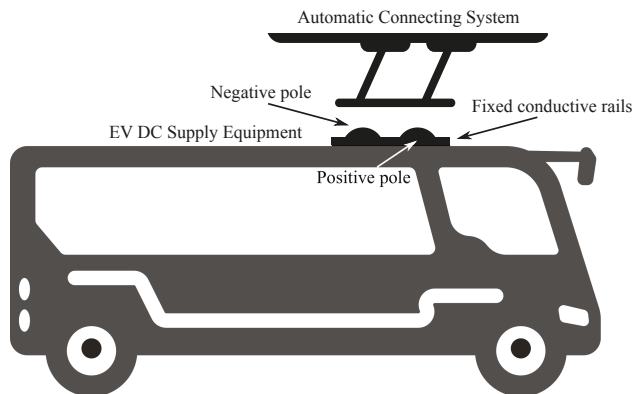 Automatic Connecting System
Negative pole
Fixed conductive rails
EV DC Supply Equipment
Positive pole